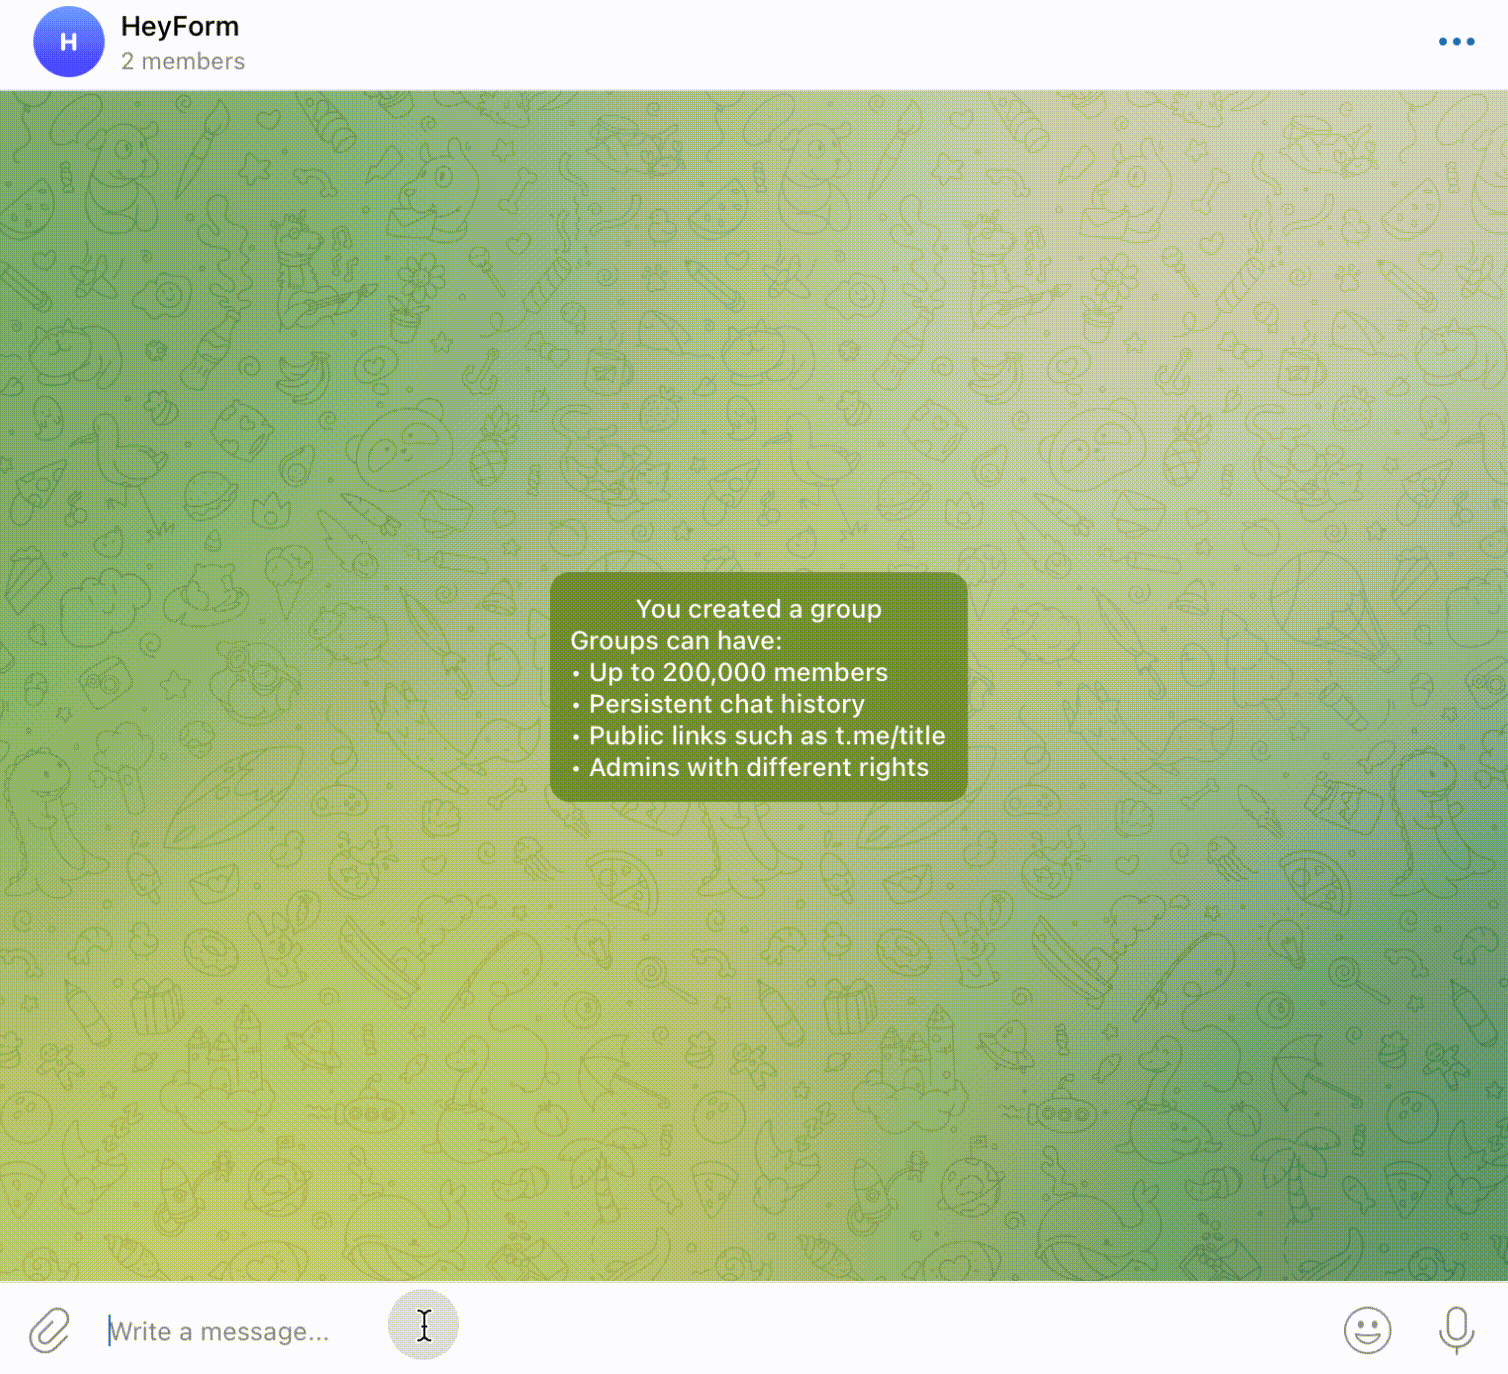 H
HeyForm
2 members
You created a group
Groups can have:
• Up to 200,000 members
• Persistent chat history
• Public links such as t.me/title
• Admins with different rights
Write a message...